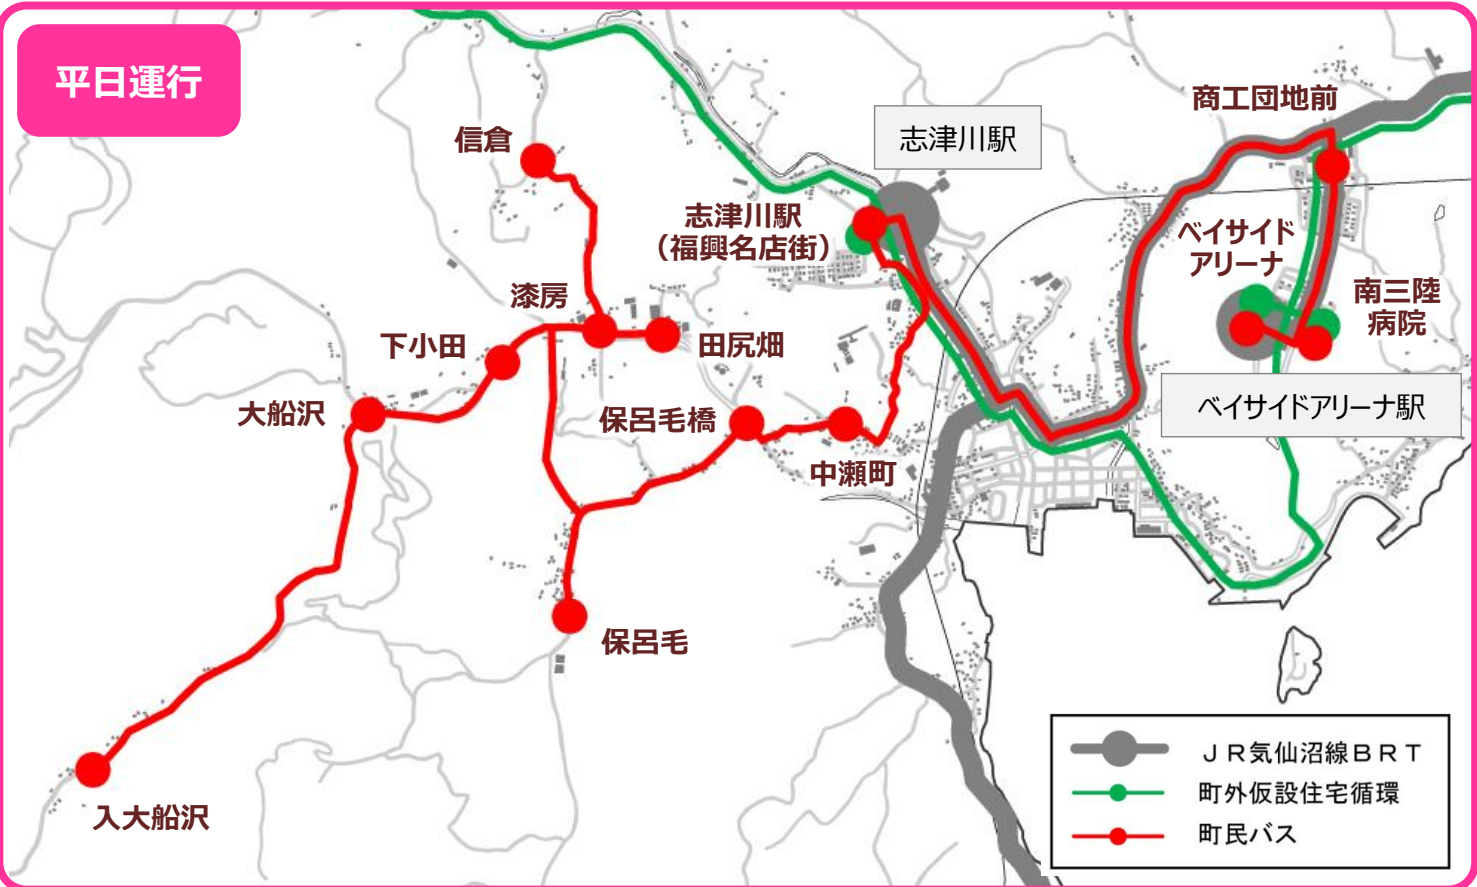 平日運行
商工団地前
志津川駅
信倉
志津川駅
（福興名店街）
ベイサイド
アリーナ
南三陸
病院
漆房
下小田
田尻畑
大船沢
保呂毛橋
ベイサイドアリーナ駅
中瀬町
保呂毛
入大船沢
ＪＲ気仙沼線ＢＲＴ
町外仮設住宅循環
町民バス